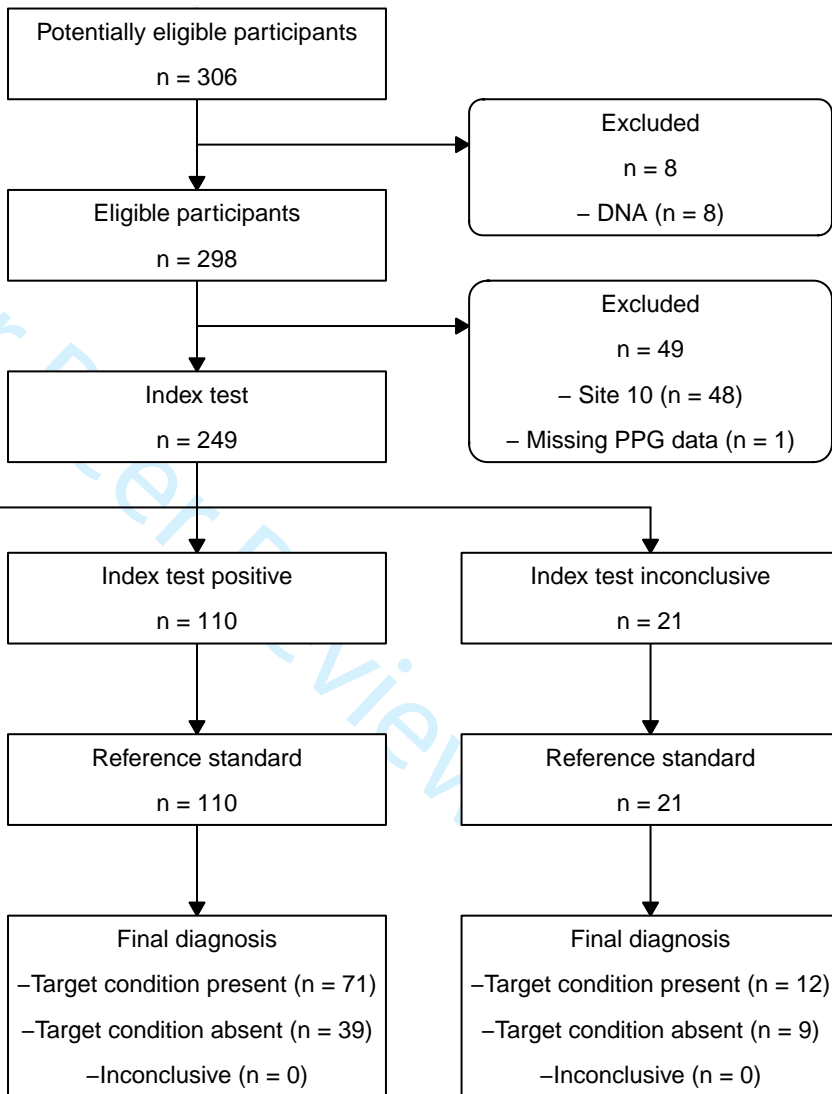 Potentially eligible participants
n = 306
Excluded
n = 8
− DNA (n = 8)
Eligible participants
n = 298
Excluded
n = 49
− Site 10 (n = 48)
− Missing PPG data (n = 1)
Index test
n = 249
Index test positive
n = 110
Index test inconclusive
n = 21
Reference standard
n = 110
Reference standard
n = 21
Final diagnosis
−Target condition present (n = 71)
−Target condition absent (n = 39)
−Inconclusive (n = 0)
Final diagnosis
−Target condition present (n = 12)
−Target condition absent (n = 9)
−Inconclusive (n = 0)
r Peer Review